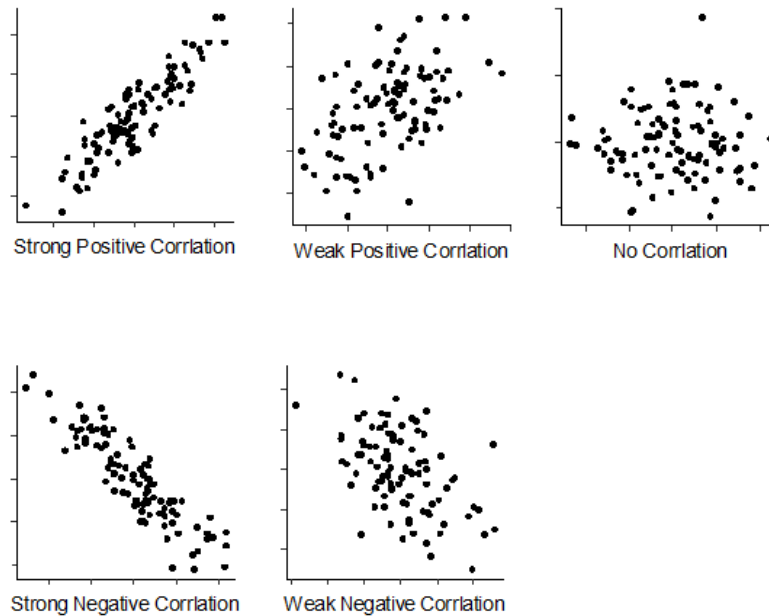 Strong Positive Corrlation
Weak Positive Corrlation
No Corrlation
Strong Negative Corrlation
Weak Negative Corrlation